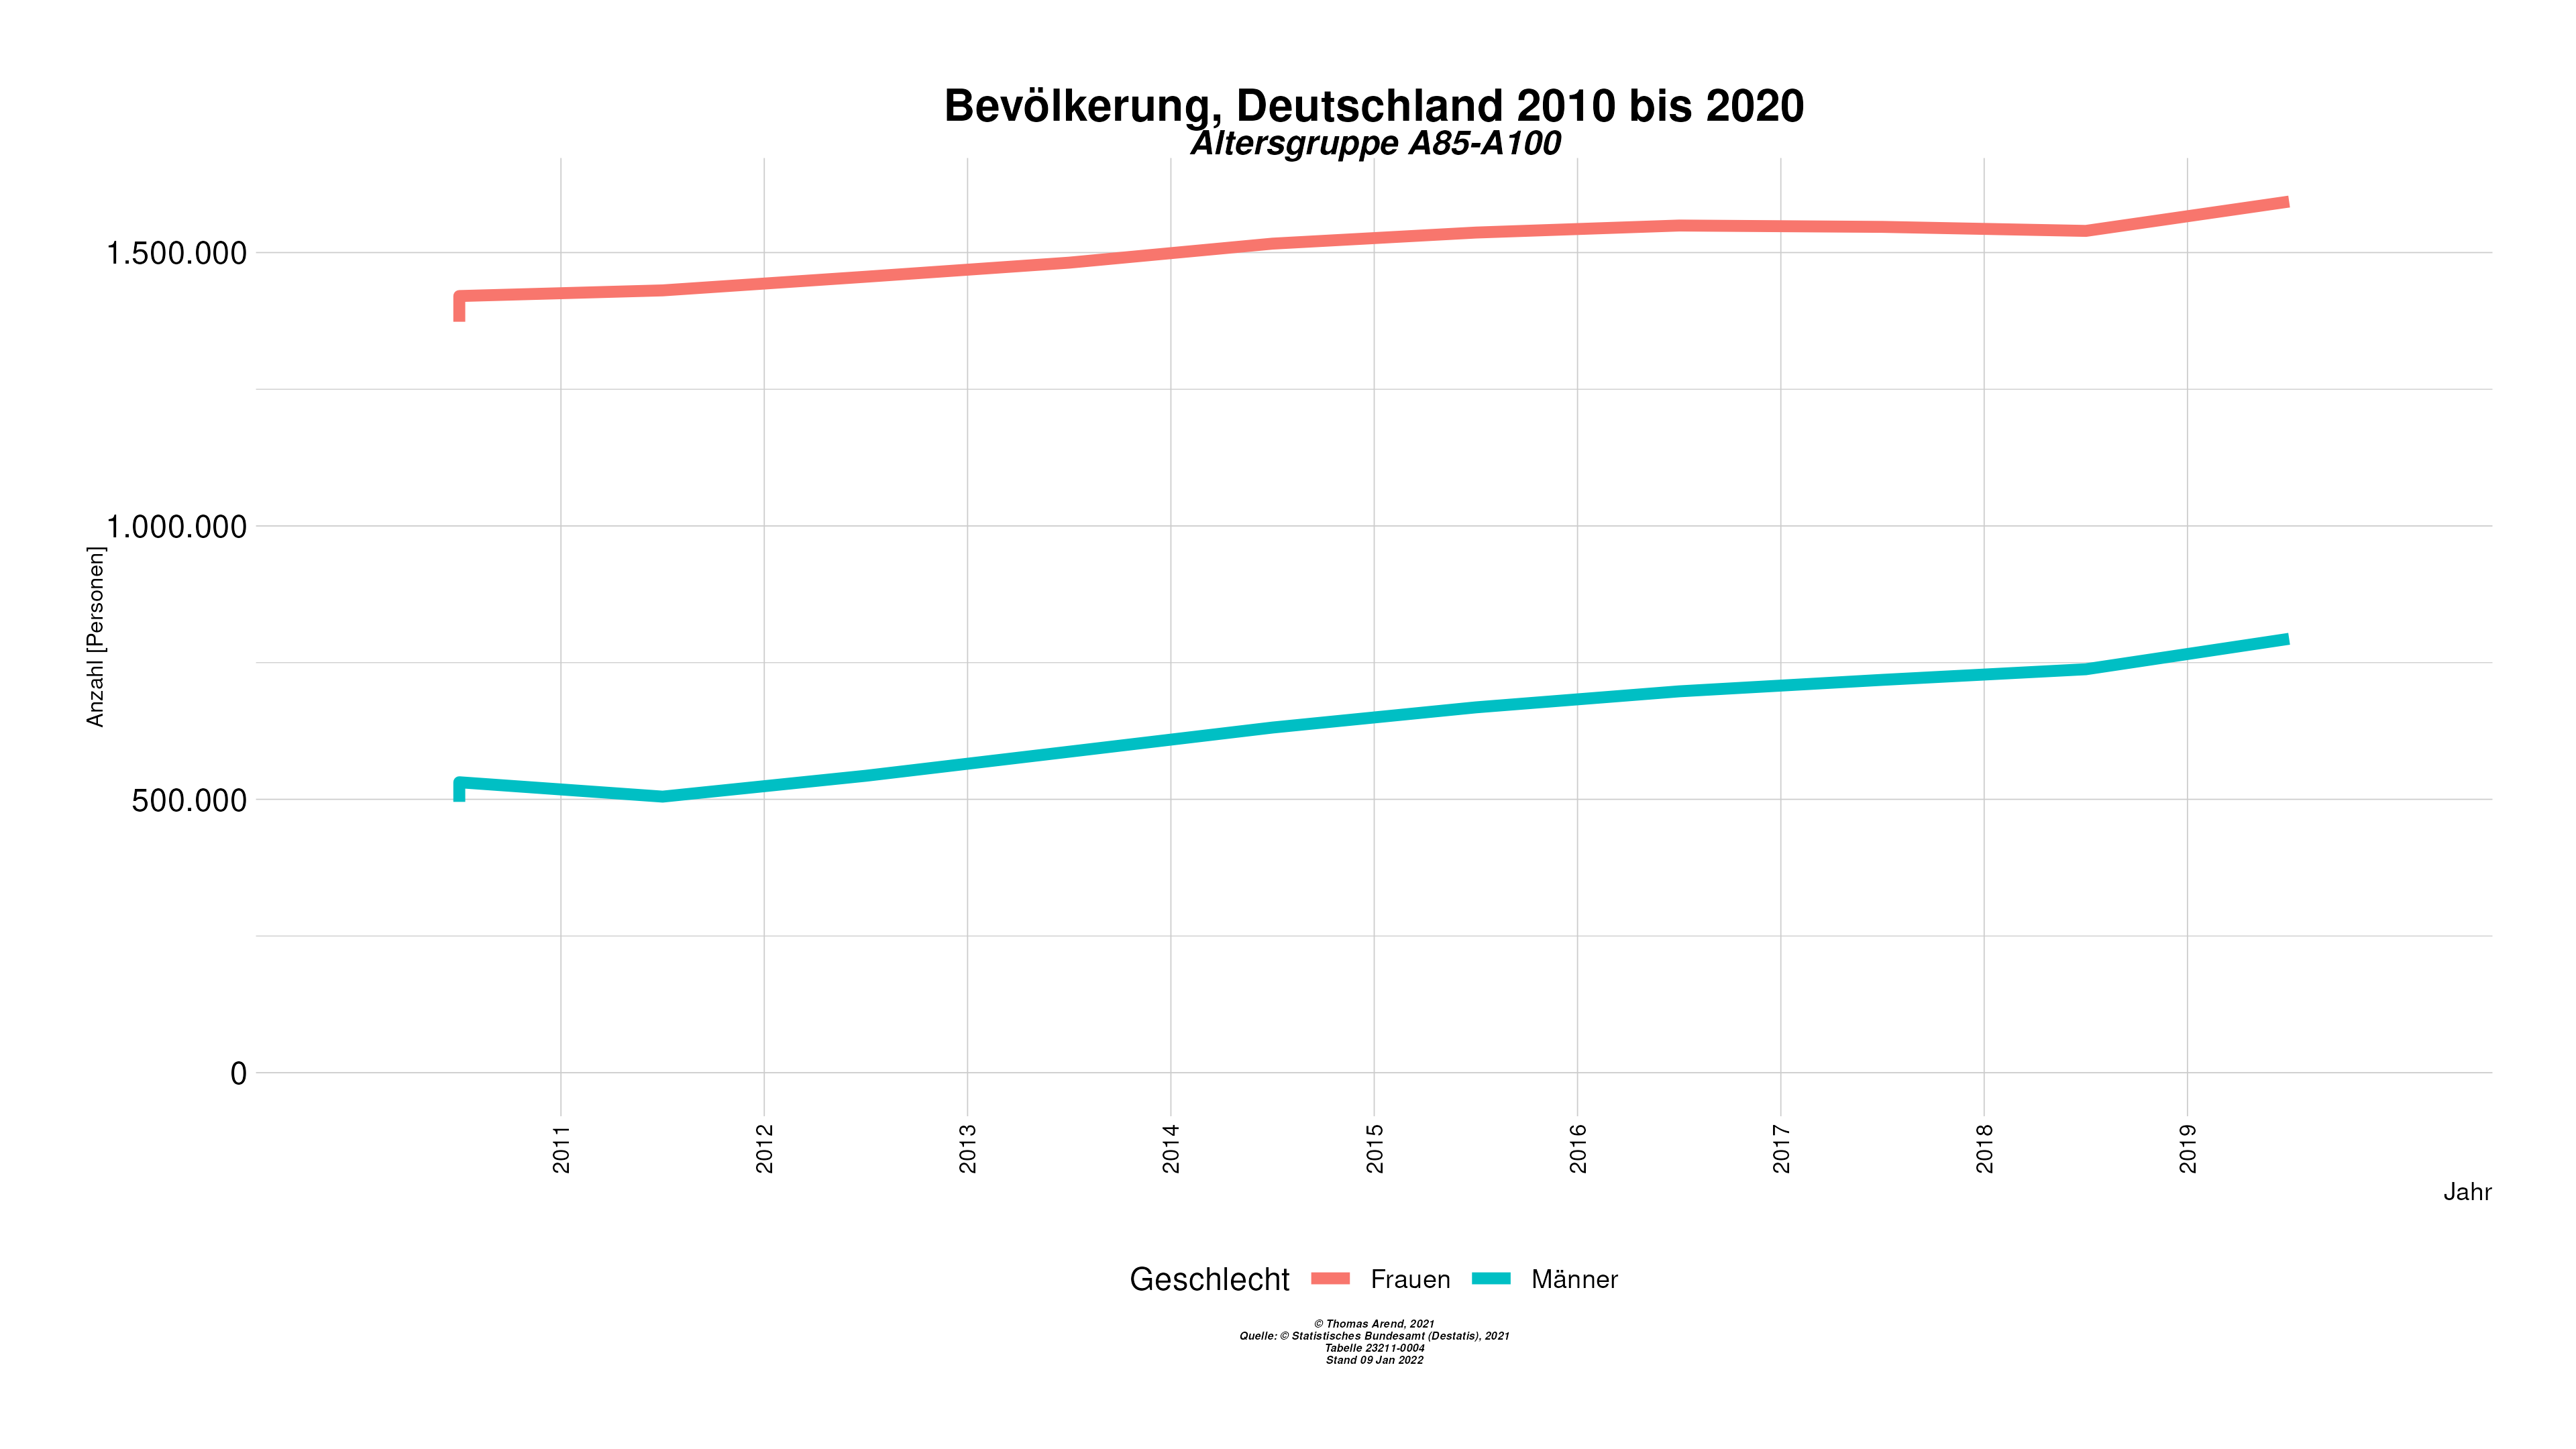 Bevölkerung, Deutschland 2010 bis 2020
Altersgruppe A85-A100
Anzahl [Personen]
1.500.000
1.000.000
500.000
0
2011
2012
2013
2014
2015
2016
2017
2018
2019
Jahr
Geschlecht Frauen Männer
© Thomas Arend, 2021
Quelle: © Statistisches Bundesamt (Destatis), 2021
Tabelle 23211-0004
Stand 09 Jan 2022